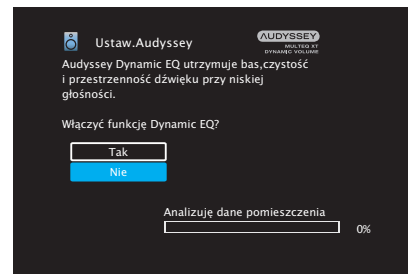 Ustaw.Audyssey
AUDYSSEY
MULTEQ XT
DYNAMIC VOLUME
Audyssey Dynamic EQ utrzymuje bas,czystość
i przestrzenność dźwięku przy niskiej
głośności.
Włączyć funkcję Dynamic EQ?
Tak
Nie
Analizuję dane pomieszczenia
0%